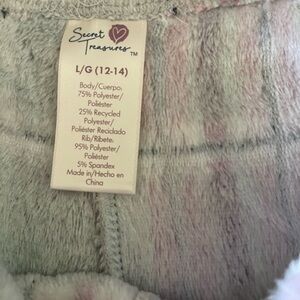 Secret
Treasures™
L/G (12-14)
Body/Cuerpo:
75% Polyester/
Poliéster
25% Recycled
Polyester/
Poliéster Reciclado
Rib/Ribete:
95% Polyester/
Poliéster
5% Spandex
Made in/Hecho en
China